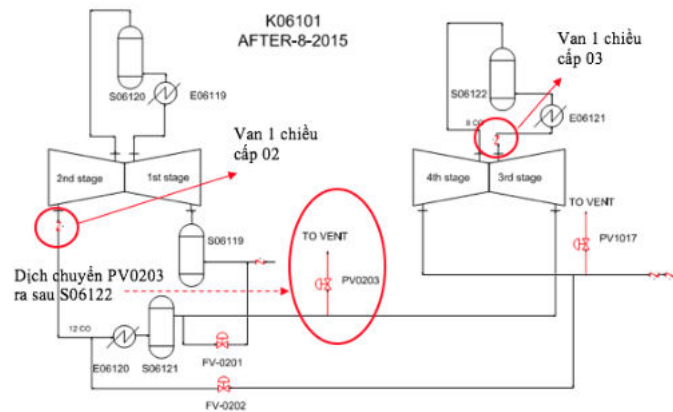 K06101
AFTER-8-2015
Van 1 chiều
cấp 03
S06120
E06119
S06122
E06121
8 CO
Van 1 chiều
cấp 02
2nd stage
1st stage
4th stage
3rd stage
TO VENT
TO VENT
S06119
PV1017
Dịch chuyển PV0203
ra sau S06122
PV0203
12 CO
E06120
S06121
FV-0201
FV-0202